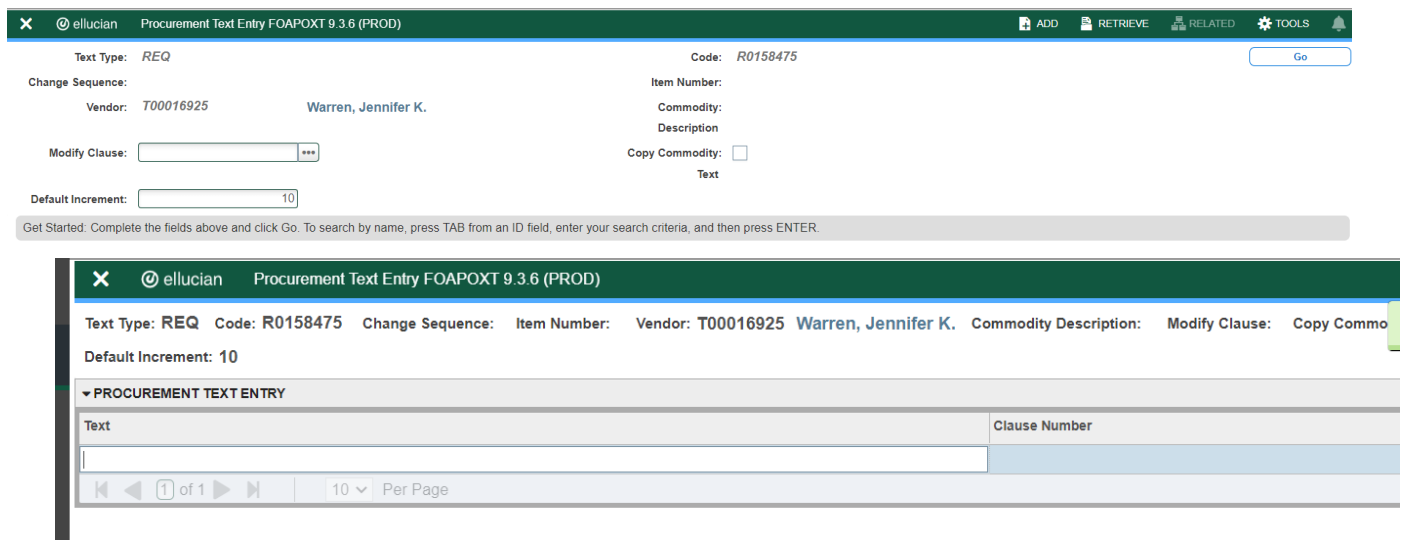 ellucian Procurement Text Entry FOAPOXT 9.3.6 (PROD) ADD RETRIEVE RELATED TOOLS
Text Type: REQ Code: R0158475 Go
Change Sequence: Item Number:
Vendor: T00016925 Warren, Jennifer K. Commodity:
Description
Modify Clause: ... Copy Commodity:
Text
Default Increment: 10
Get Started: Complete the fields above and click Go. To search by name, press TAB from an ID field, enter your search criteria, and then press ENTER.
ellucian Procurement Text Entry FOAPOXT 9.3.6 (PROD)
Text Type: REQ Code: R0158475 Change Sequence: Item Number: Vendor: T00016925 Warren, Jennifer K. Commodity Description: Modify Clause: Copy Commo
Default Increment: 10
PROCUREMENT TEXT ENTRY
Text Clause Number
1 of 1 10 Per Page